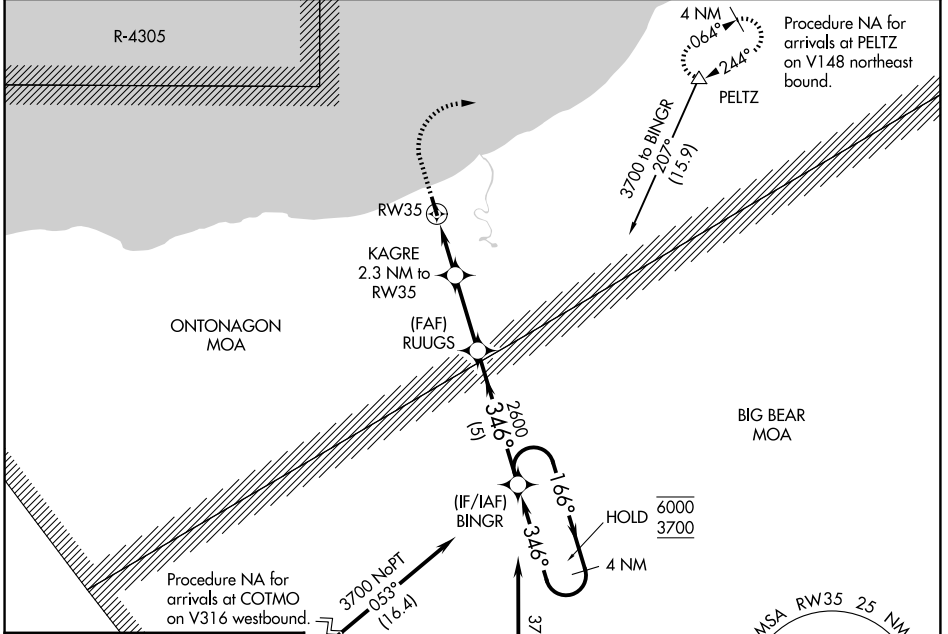 R-4305
4 NM
064°
244°
Procedure NA for
arrivals at PELTZ
on V148 northeast
bound.
PELTZ
3700 to BINGR
207°
(15.9)
RW35
KAGRE
2.3 NM to
RW35
ONTONAGON
MOA
(FAF)
RUUGS
2600
346°
(5)
BIG BEAR
MOA
(IF/IAF)
BINGR
166°
346°
HOLD
6000
3700
4 NM
Procedure NA for
arrivals at COTMO
on V316 westbound.
3700 NoPT
053°
(16.4)
37
MSA RW35 25 NM